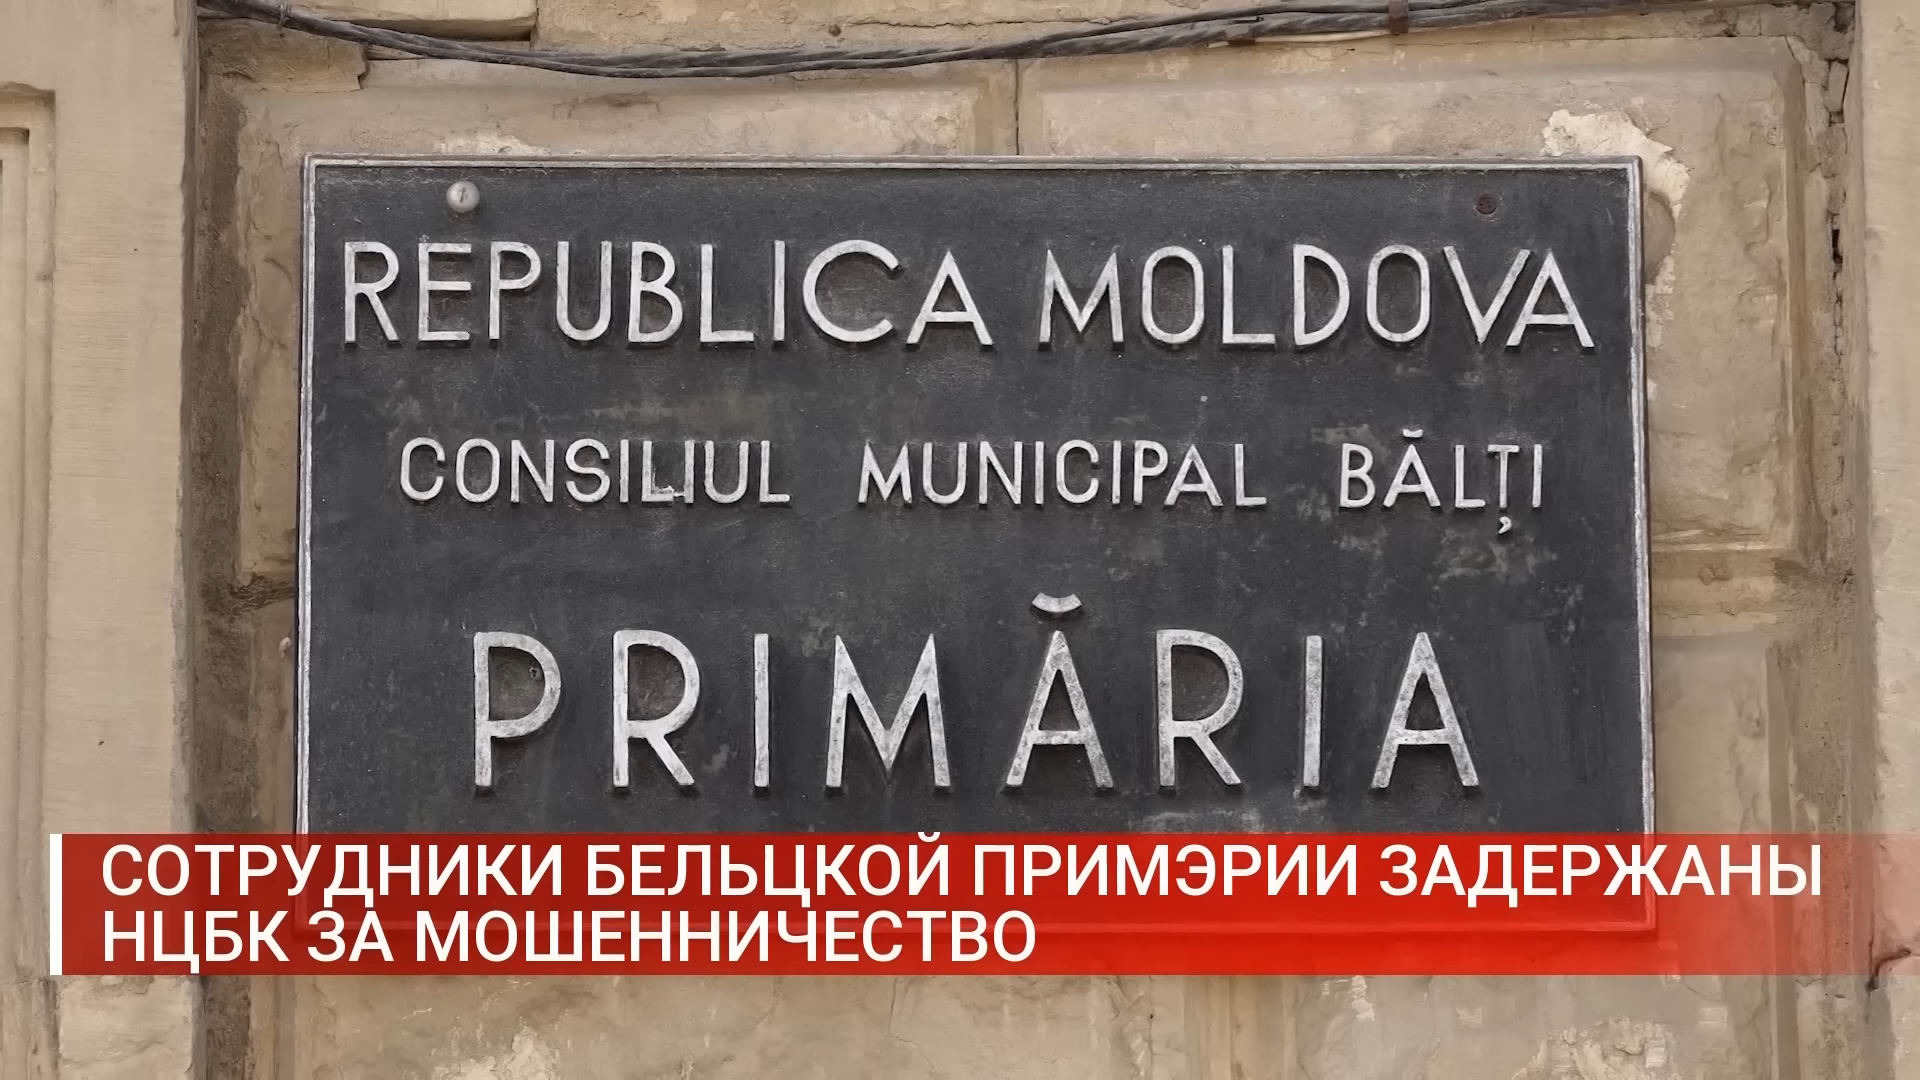 REPUBLICA MOLDOVA
CONSILIUL MUNICIPAL BĂLȚI
PRIMĂRIA
СОТРУДНИКИ БЕЛЬЦКОЙ ПРИМЭРИИ ЗАДЕРЖАНЫ
НЦБК ЗА МОШЕННИЧЕСТВО